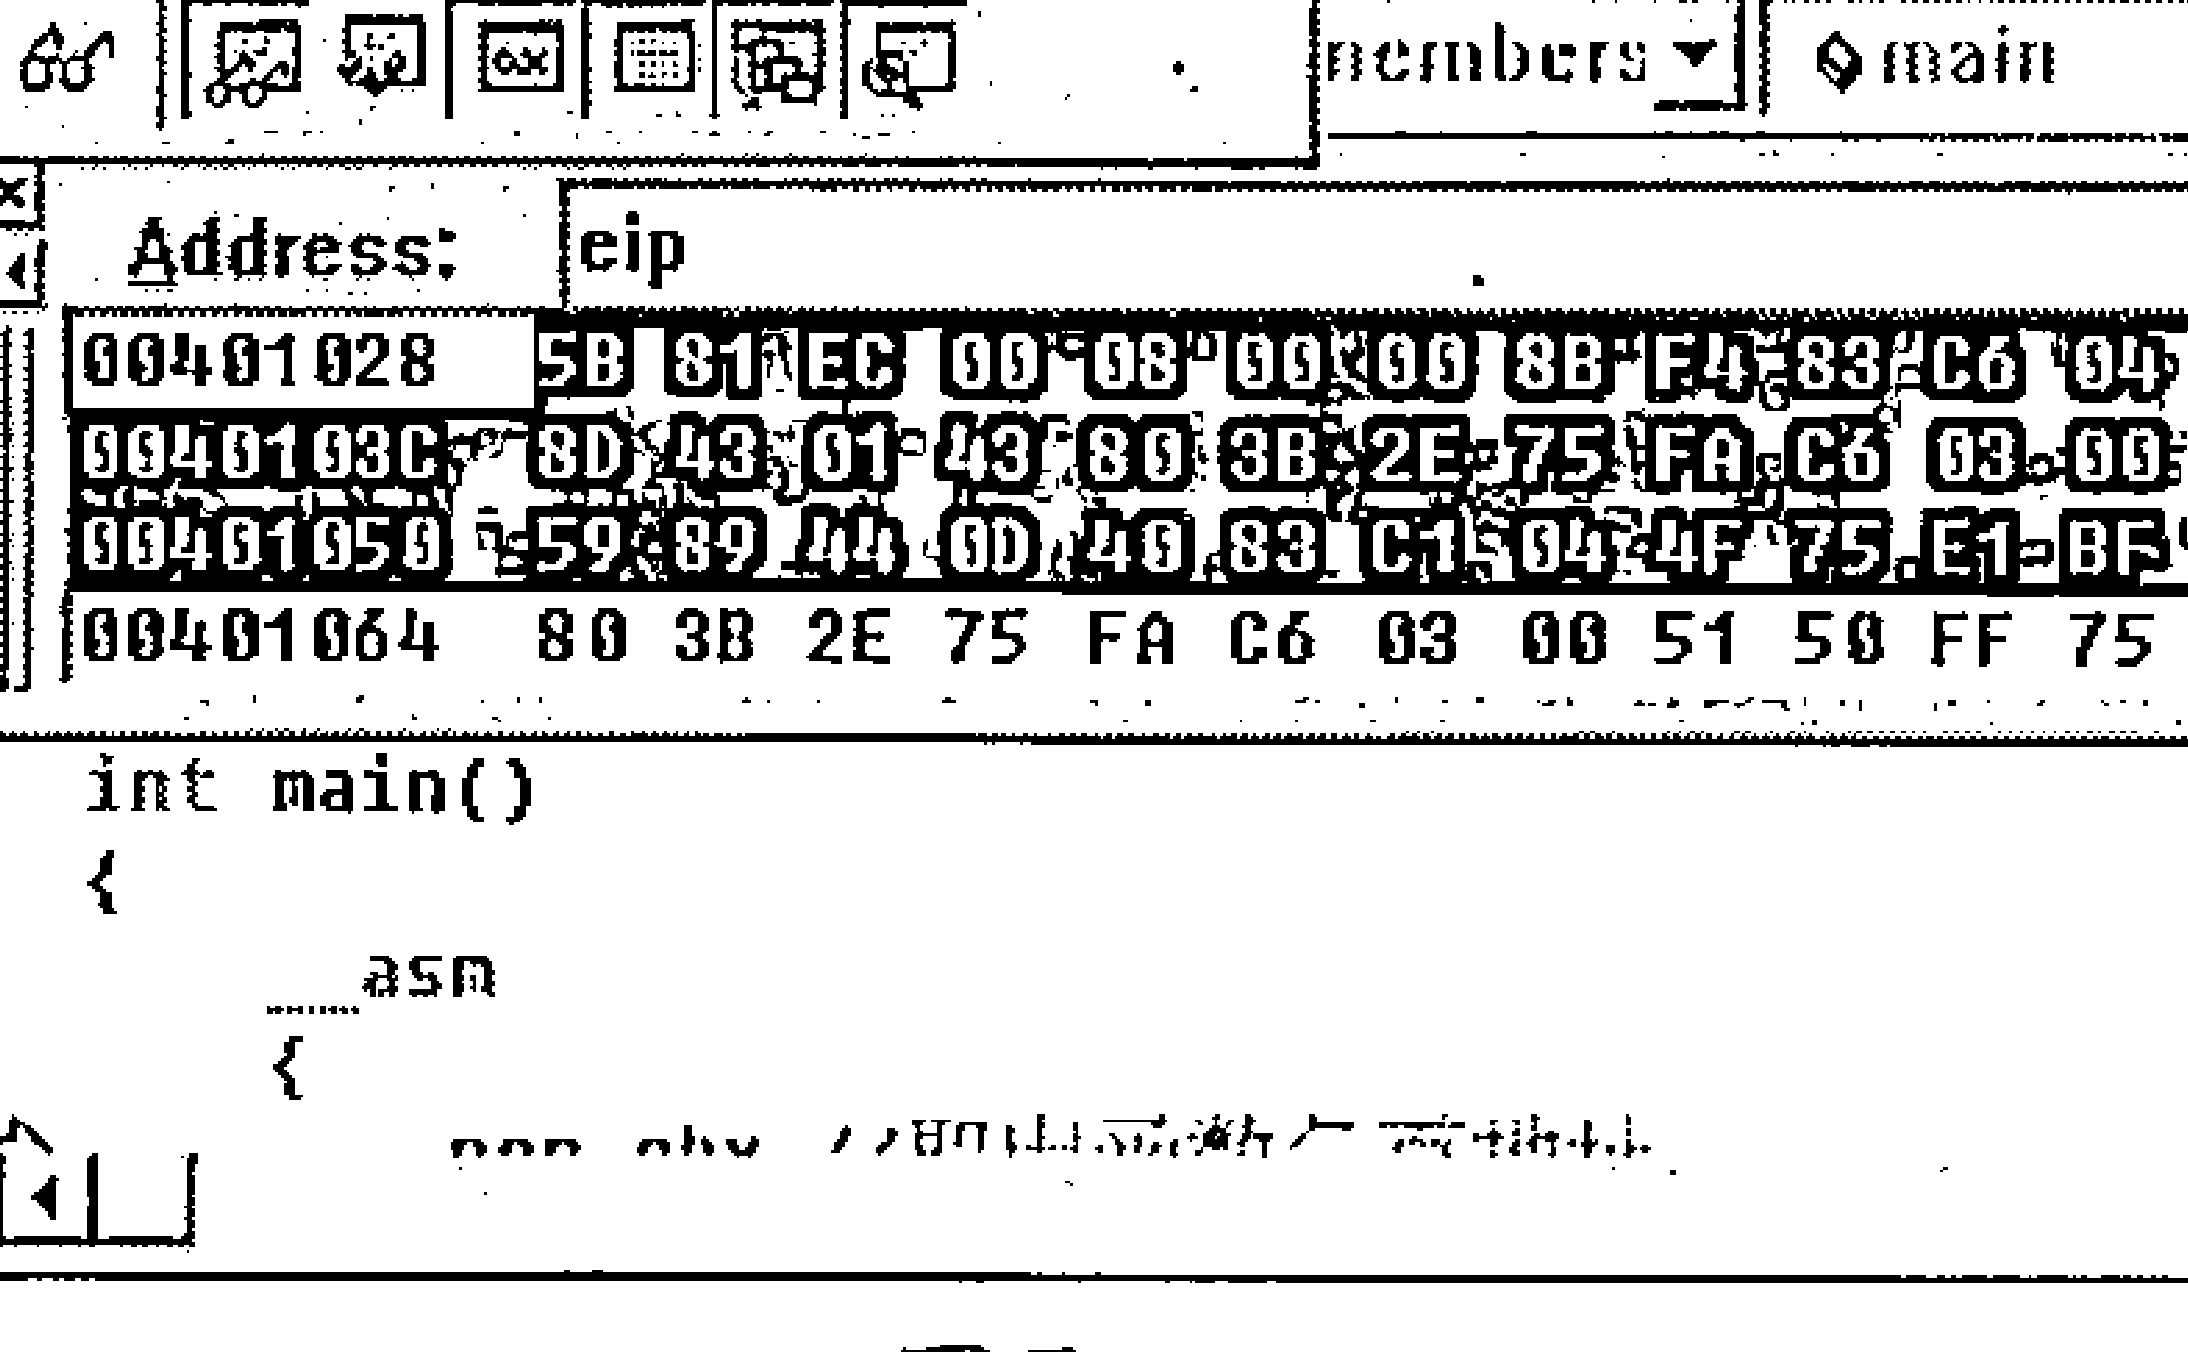 nembers main
Address: eip
00401028 5B 81 EC 00 08 00 00 8B F4 83 C6 04
0040103C 8D 43 01 43 80 3B 2E 75 FA C6 03 00
00401050 59 89 44 0D 40 83 C1 04 4F 75 E1 BF
00401064 80 3B 2E 75 FA C6 03 00 51 50 FF 75
int main()
{
__asm
{